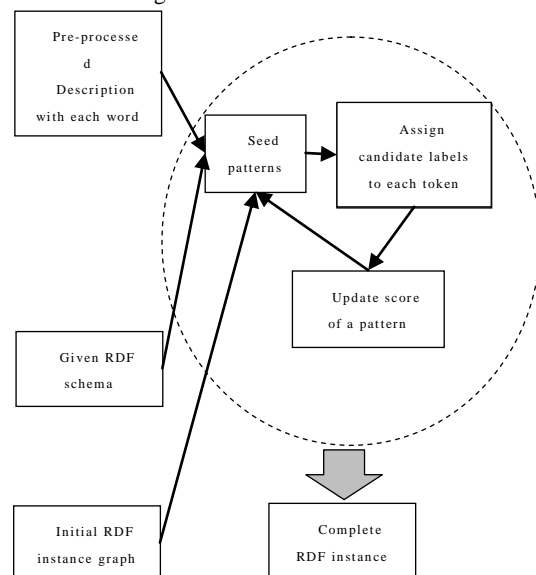 Pre-processe
d
Description
with each word
Seed
patterns
Assign
candidate labels
to each token
Update score
of a pattern
Given RDF
schema
Initial RDF
instance graph
Complete
RDF instance